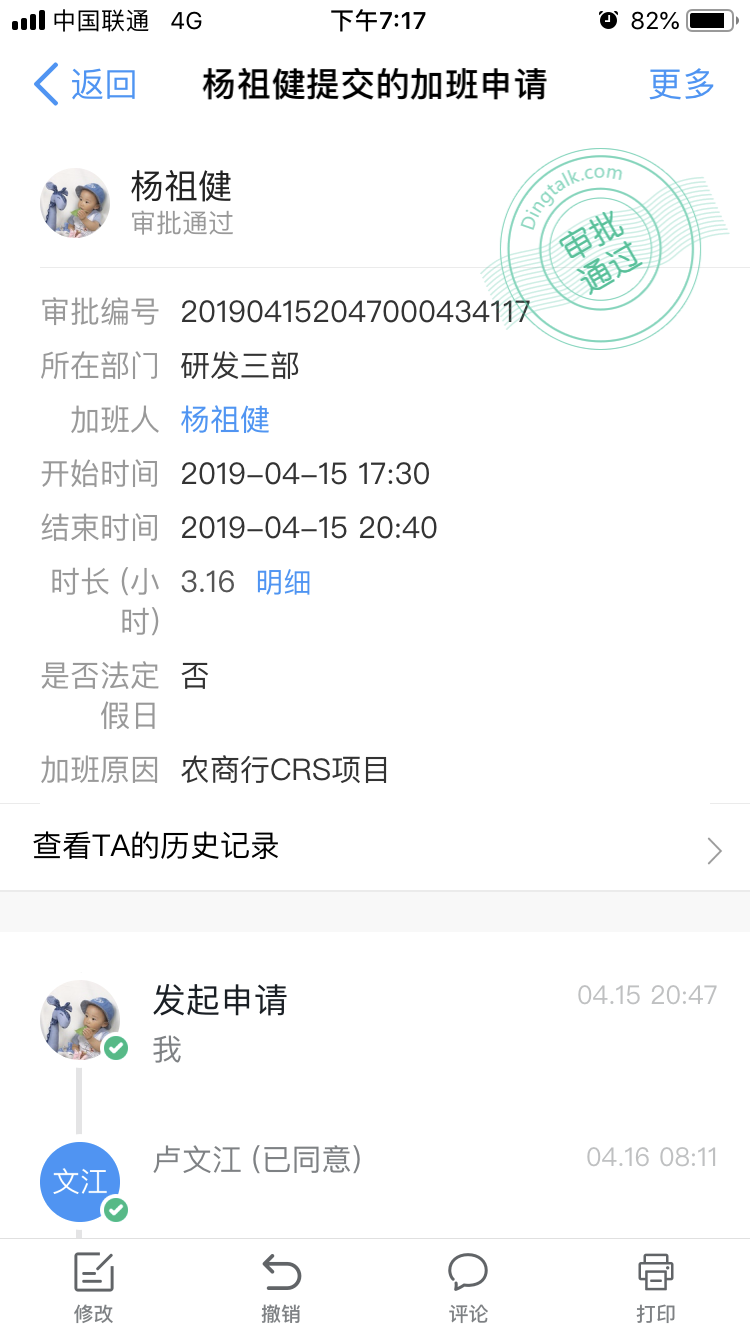 中国联通 4G 下午7:17 82%
返回 杨祖健提交的加班申请 更多
杨祖健
审批通过
Dingtalk.com
审批
通过
审批编号 201904152047000434117
所在部门 研发三部
加班人 杨祖健
开始时间 2019-04-15 17:30
结束时间 2019-04-15 20:40
时长 (小 3.16 明细
时)
是否法定 否
假日
加班原因 农商行CRS项目
查看TA的历史记录
发起申请 04.15 20:47
我
文江 卢文江 (已同意) 04.16 08:11
修改 撤销 评论 打印